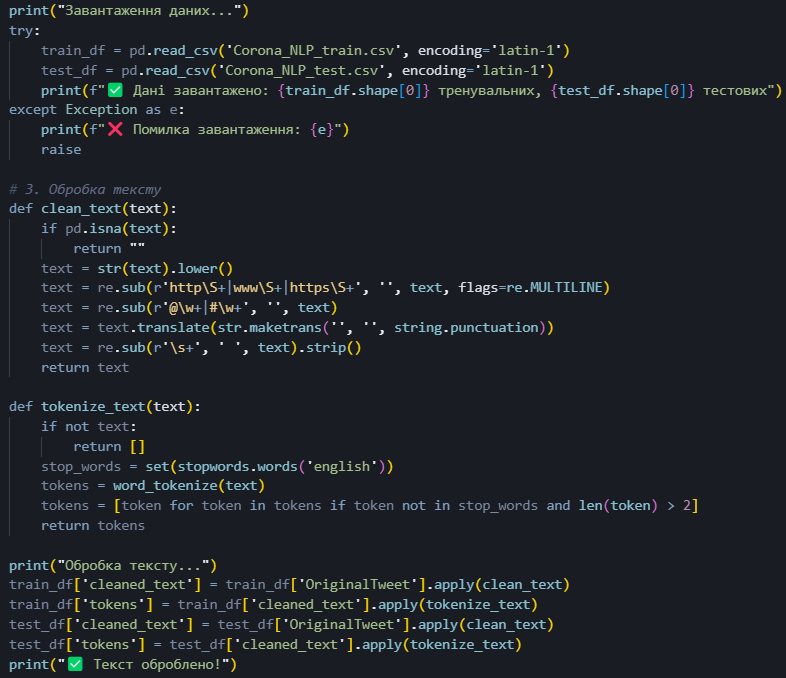 print("Завантаження даних...")
try:
    train_df = pd.read_csv('Corona_NLP_train.csv', encoding='latin-1')
    test_df = pd.read_csv('Corona_NLP_test.csv', encoding='latin-1')
    print(f"✅ Дані завантажено: {train_df.shape[0]} тренувальних, {test_df.shape[0]} тестових")
except Exception as e:
    print(f"❌ Помилка завантаження: {e}")
    raise

# 3. Обробка тексту
def clean_text(text):
    if pd.isna(text):
        return ""
    text = str(text).lower()
    text = re.sub(r'http\S+|www\S+|https\S+', '', text, flags=re.MULTILINE)
    text = re.sub(r'@\w+|#\w+', '', text)
    text = text.translate(str.maketrans('', '', string.punctuation))
    text = re.sub(r'\s+', ' ', text).strip()
    return text

def tokenize_text(text):
    if not text:
        return []
    stop_words = set(stopwords.words('english'))
    tokens = word_tokenize(text)
    tokens = [token for token in tokens if token not in stop_words and len(token) > 2]
    return tokens

print("Обробка тексту...")
train_df['cleaned_text'] = train_df['OriginalTweet'].apply(clean_text)
train_df['tokens'] = train_df['cleaned_text'].apply(tokenize_text)
test_df['cleaned_text'] = test_df['OriginalTweet'].apply(clean_text)
test_df['tokens'] = test_df['cleaned_text'].apply(tokenize_text)
print("✅ Текст оброблено!")